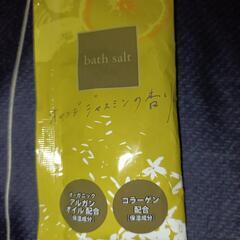 bath salt
オレンジジャスミンの香り
オーガニック
アルガン
オイル配合
(保湿成分)
コラーゲン
配合
(保湿成分)